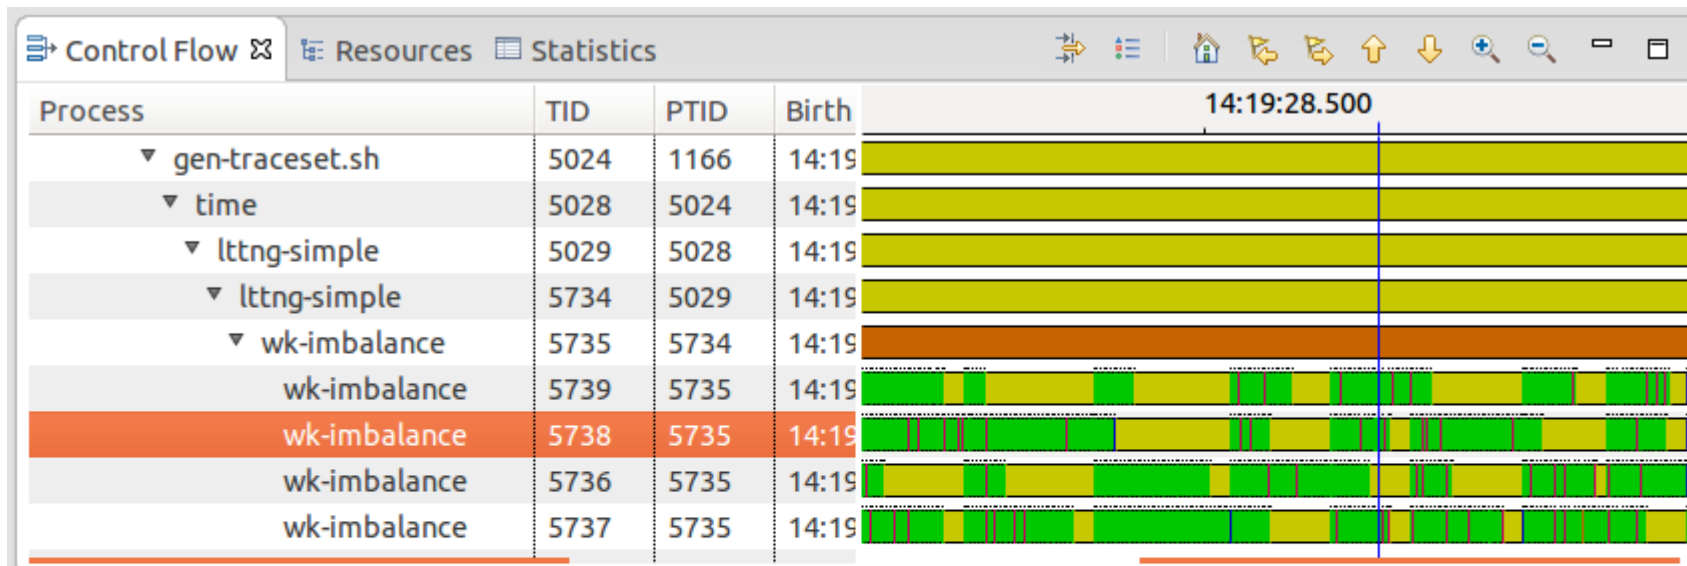 Control Flow Resources Statistics
Process TID PTID Birth 14:19:28.500
gen-traceset.sh 5024 1166 14:19
time 5028 5024 14:19
lttng-simple 5029 5028 14:19
lttng-simple 5734 5029 14:19
wk-imbalance 5735 5734 14:19
wk-imbalance 5739 5735 14:19
wk-imbalance 5738 5735 14:19
wk-imbalance 5736 5735 14:19
wk-imbalance 5737 5735 14:19